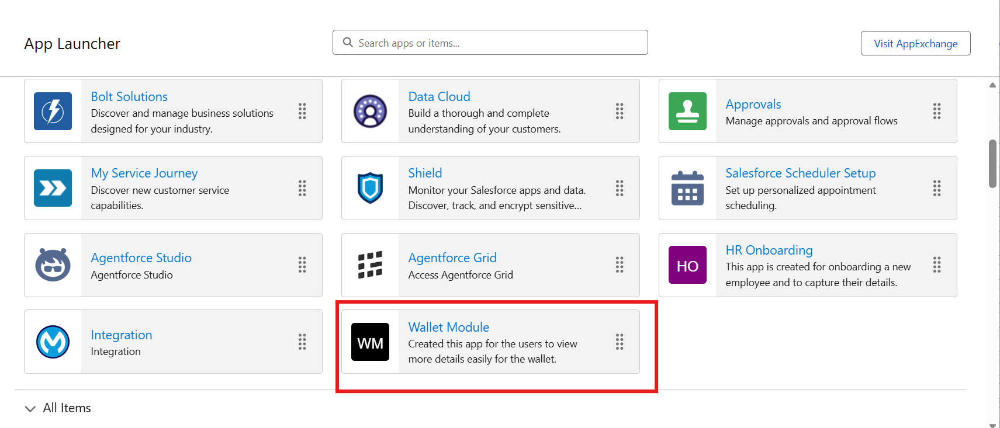 App Launcher
Search apps or items...
Visit AppExchange
Bolt Solutions
Discover and manage business solutions
designed for your industry.
Data Cloud
Build a thorough and complete
understanding of your customers.
Approvals
Manage approvals and approval flows
My Service Journey
Discover new customer service
capabilities.
Shield
Monitor your Salesforce apps and data.
Discover, track, and encrypt sensitive...
Salesforce Scheduler Setup
Set up personalized appointment
scheduling.
Agentforce Studio
Agentforce Studio
Agentforce Grid
Access Agentforce Grid
HO
HR Onboarding
This app is created for onboarding a new
employee and to capture their details.
Integration
Integration
WM
Wallet Module
Created this app for the users to view
more details easily for the wallet.
All Items